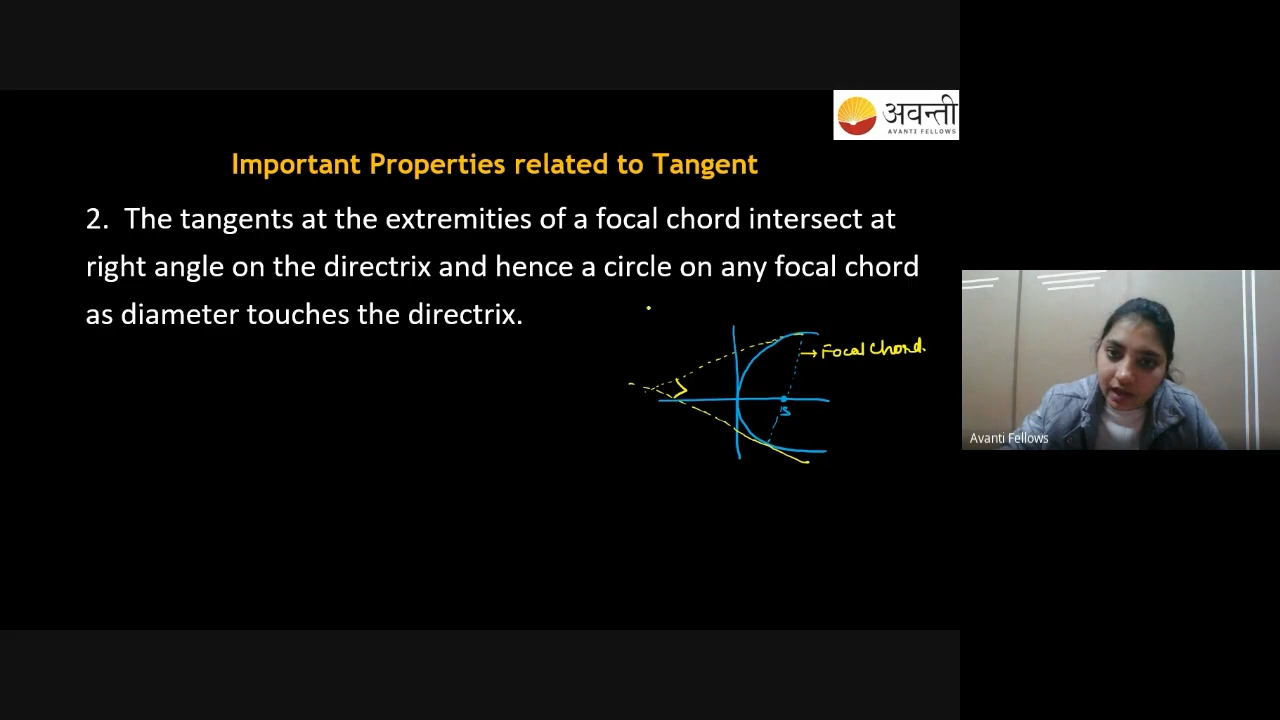 अवन्ती
AVANTI FELLOWS
Important Properties related to Tangent
2. The tangents at the extremities of a focal chord intersect at
right angle on the directrix and hence a circle on any focal chord
as diameter touches the directrix.
Focal Chord.
S
Avanti Fellows